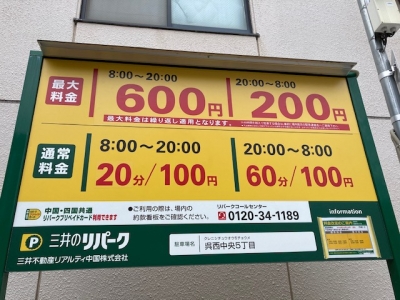 最大料金
8:00～20:00
600円
20:00～8:00
200円
最大料金は繰り返し適用となります。
通常料金
8:00～20:00
20分/100円
20:00～8:00
60分/100円
中国・四国共通
リパークプリペイドカード利用できます
●ご利用の際は、場内の
約款看板をご確認ください。
リパークコールセンター
0120-34-1189
information
P 三井のリパーク
三井不動産リアルティ中国株式会社
駐車場名
呉西中央5丁目